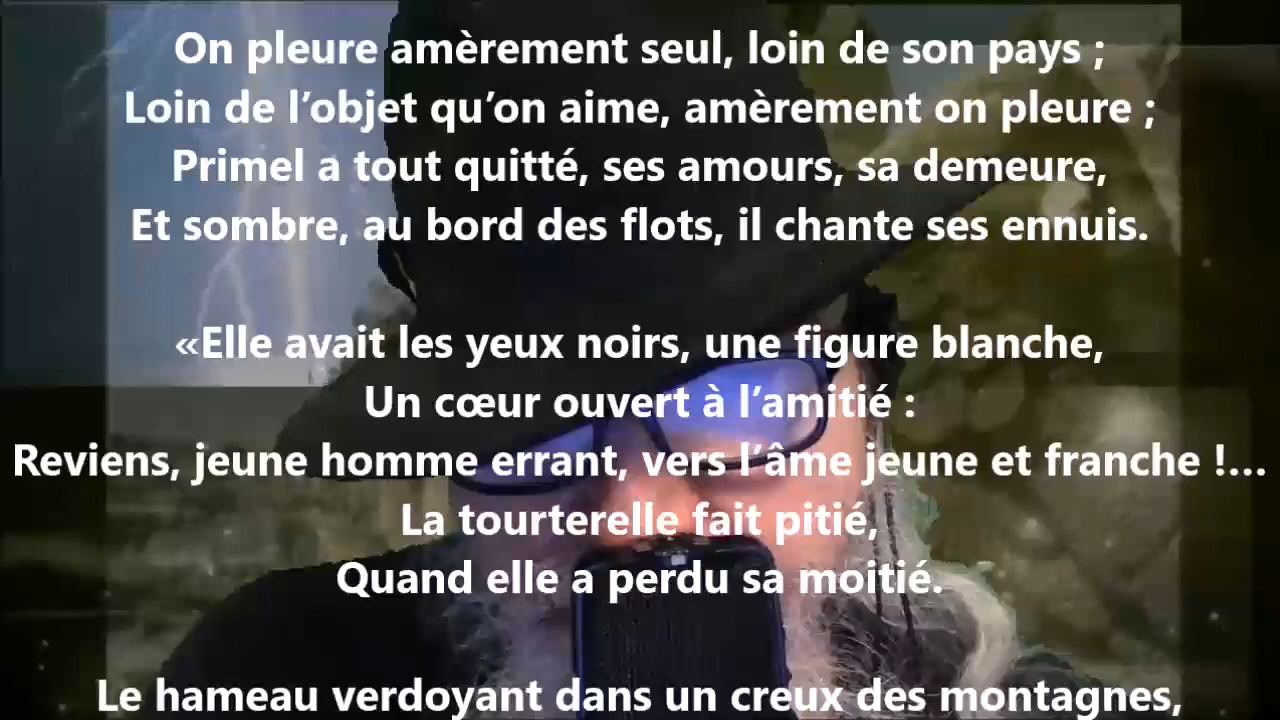 On pleure amèrement seul, loin de son pays ;
Loin de l’objet qu’on aime, amèrement on pleure ;
Primel a tout quitté, ses amours, sa demeure,
Et sombre, au bord des flots, il chante ses ennuis.
«Elle avait les yeux noirs, une figure blanche,
Un cœur ouvert à l’amitié :
Reviens, jeune homme errant, vers l’âme jeune et franche !...
La tourterelle fait pitié,
Quand elle a perdu sa moitié.
Le hameau verdoyant dans un creux des montagnes,